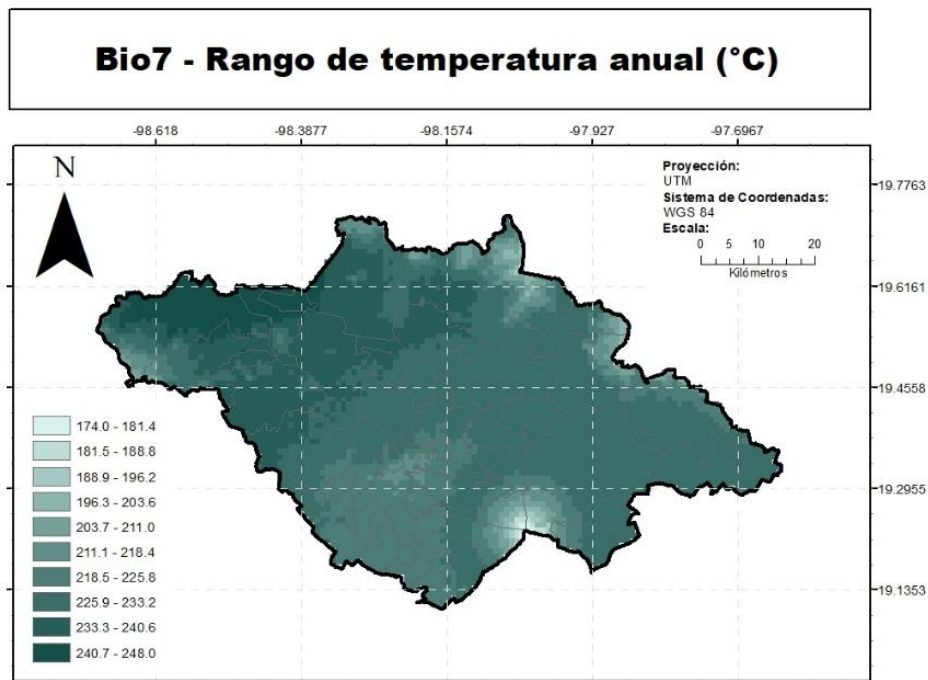 Bio7 - Rango de temperatura anual (°C)
-98.618 -98.3877 -98.1574 -97.927 -97.6967
N
Proyección:
UTM
Sistema de Coordenadas:
WGS 84
Escala:
0 5 10 20
Kilómetros
19.7763
19.6161
19.4558
19.2955
19.1353
174.0 - 181.4
181.5 - 188.8
188.9 - 196.2
196.3 - 203.6
203.7 - 211.0
211.1 - 218.4
218.5 - 225.8
225.9 - 233.2
233.3 - 240.6
240.7 - 248.0